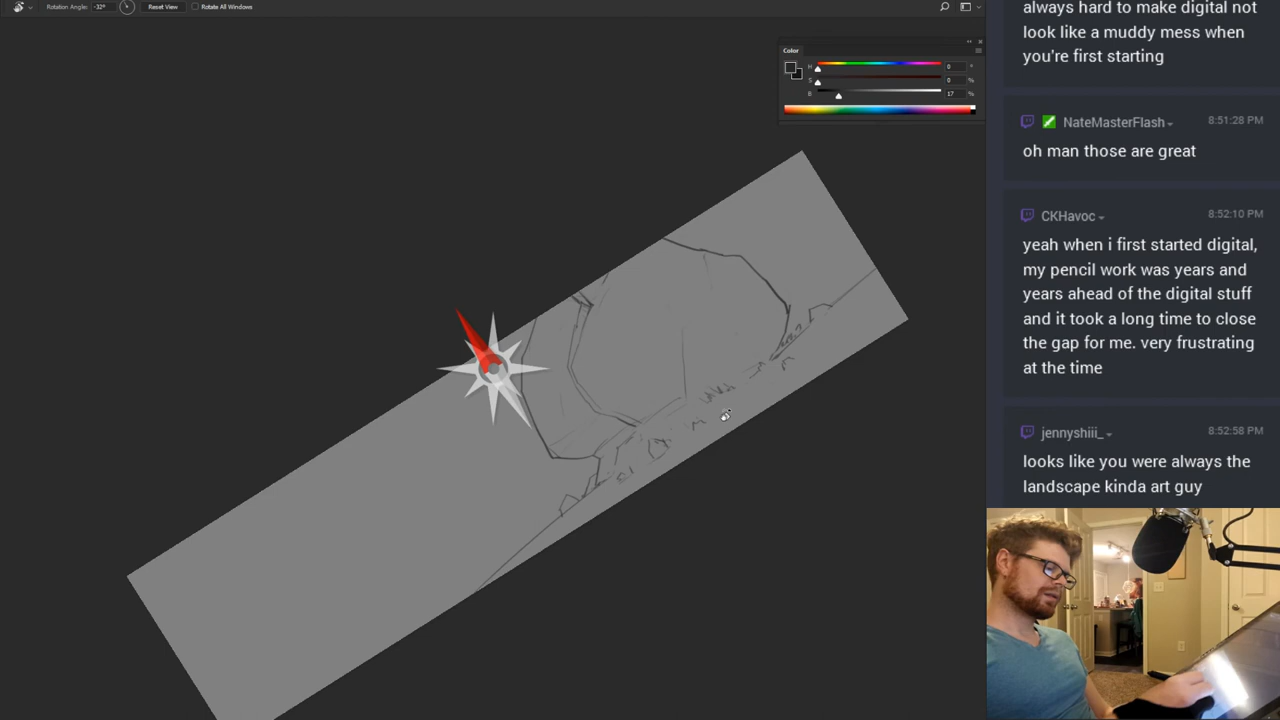 Rotation Angle: -32° Reset View Rotate All Windows
Color
H 0 °
S 0 %
B 17 %
always hard to make digital not
look like a muddy mess when
you're first starting
NateMasterFlash 8:51:28 PM
oh man those are great
CKHavoc 8:52:10 PM
yeah when i first started digital,
my pencil work was years and
years ahead of the digital stuff
and it took a long time to close
the gap for me. very frustrating
at the time
jennyshiii_ 8:52:58 PM
looks like you were always the
landscape kinda art guy